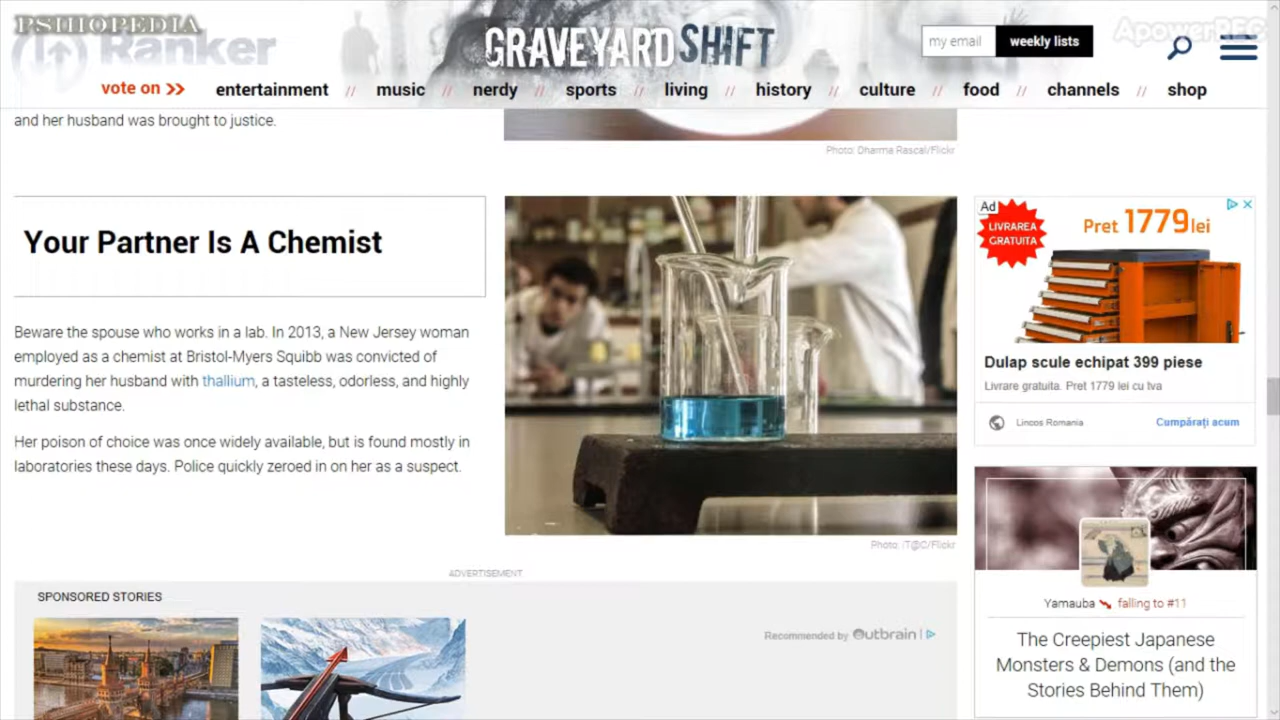 PSIHOPEDIA
Ranker
GRAVEYARD SHIFT
my email
weekly lists
ApowerREC
vote on >>
entertainment // music // nerdy // sports // living // history // culture // food // channels // shop
and her husband was brought to justice.
Photo: Dharma Rascal/Flickr
Your Partner Is A Chemist
Beware the spouse who works in a lab. In 2013, a New Jersey woman
employed as a chemist at Bristol-Myers Squibb was convicted of
murdering her husband with thallium, a tasteless, odorless, and highly
lethal substance.
Her poison of choice was once widely available, but is found mostly in
laboratories these days. Police quickly zeroed in on her as a suspect.
Photo: iT@C/Flickr
Ad
LIVRAREA
GRATUITA
Pret 1779 lei
Dulap scule echipat 399 piese
Livrare gratuita. Pret 1779 lei cu tva
Lincos Romania
Cumpărați acum
Yamauba falling to #11
The Creepiest Japanese
Monsters & Demons (and the
Stories Behind Them)
ADVERTISEMENT
SPONSORED STORIES
Recommended by Outbrain